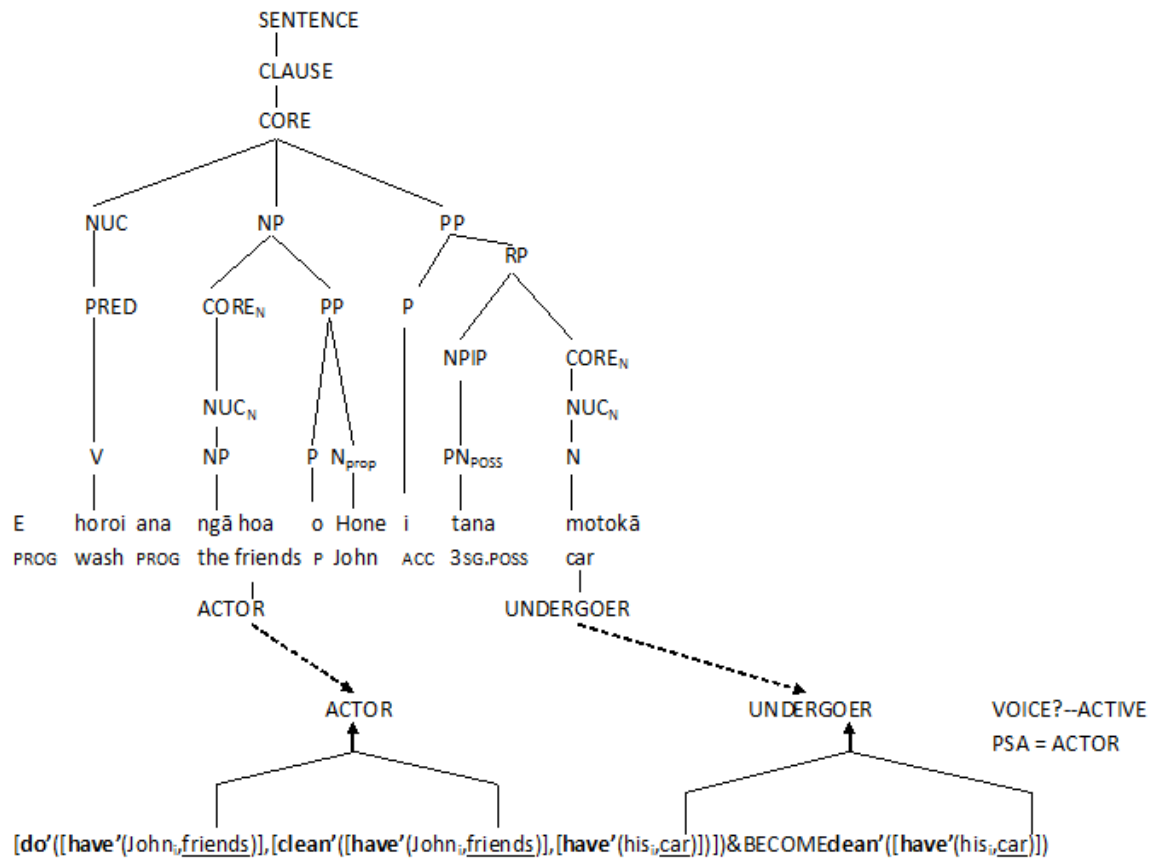 SENTENCE
CLAUSE
CORE
NUC NP PP
RP
PRED CORE_N PP P
NPIP CORE_N
NUC_N NUC_N
V NP P N_prop PN_POSS N
E horoi ana ngā hoa o Hone i tana motokā
PROG wash PROG the friends P John ACC 3SG.POSS car
ACTOR UNDERGOER
ACTOR UNDERGOER VOICE?--ACTIVE
PSA = ACTOR
[do'([have'(John_i,friends)],[clean'([have'(John_i,friends)],[have'(his_i,car)])])&BECOMEclean'([have'(his_i,car)])